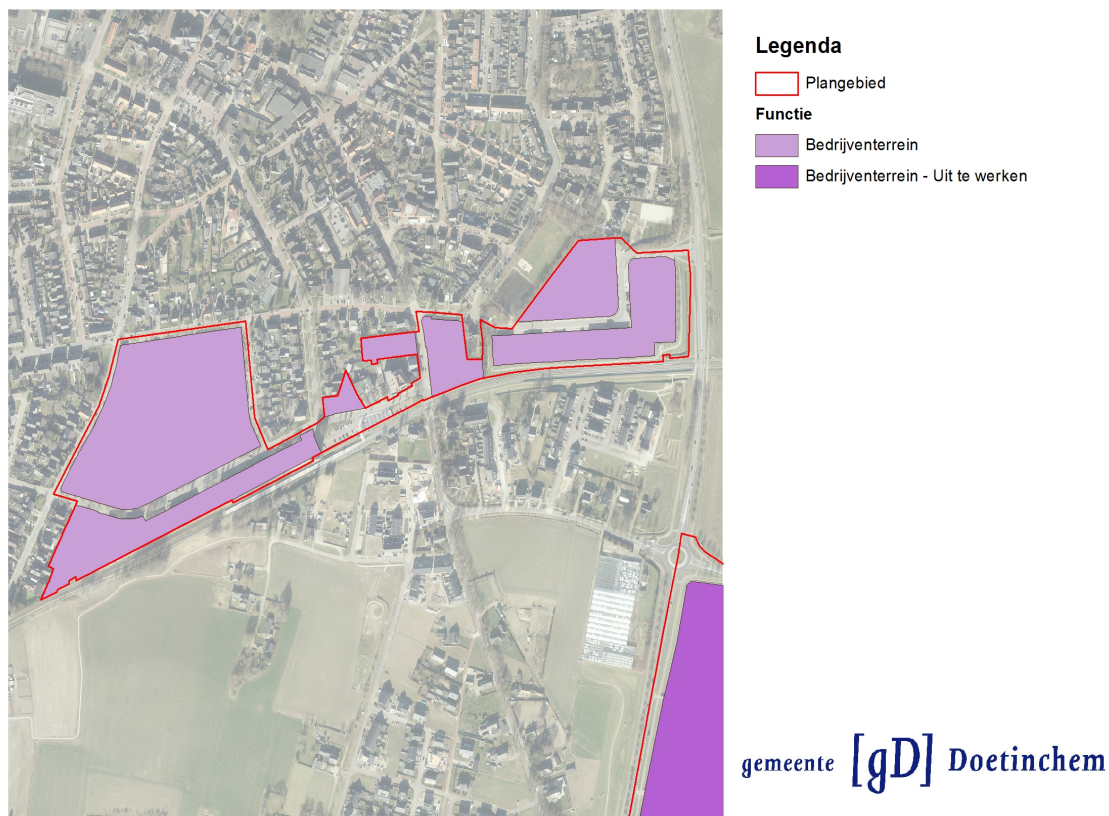 Legenda
Plangebied
Functie
Bedrijventerrein
Bedrijventerrein - Uit te werken
gemeente [gD] Doetinchem